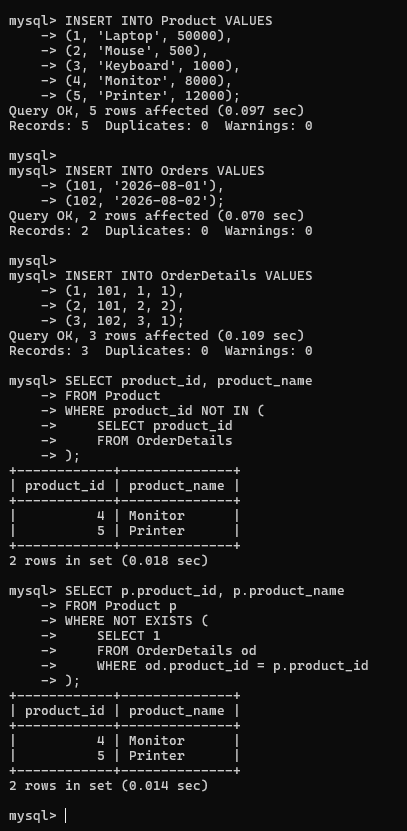 mysql> INSERT INTO Product VALUES
    -> (1, 'Laptop', 50000),
    -> (2, 'Mouse', 500),
    -> (3, 'Keyboard', 1000),
    -> (4, 'Monitor', 8000),
    -> (5, 'Printer', 12000);
Query OK, 5 rows affected (0.097 sec)
Records: 5  Duplicates: 0  Warnings: 0

mysql>
mysql> INSERT INTO Orders VALUES
    -> (101, '2026-08-01'),
    -> (102, '2026-08-02');
Query OK, 2 rows affected (0.070 sec)
Records: 2  Duplicates: 0  Warnings: 0

mysql>
mysql> INSERT INTO OrderDetails VALUES
    -> (1, 101, 1, 1),
    -> (2, 101, 2, 2),
    -> (3, 102, 3, 1);
Query OK, 3 rows affected (0.109 sec)
Records: 3  Duplicates: 0  Warnings: 0

mysql> SELECT product_id, product_name
    -> FROM Product
    -> WHERE product_id NOT IN (
    ->     SELECT product_id
    ->     FROM OrderDetails
    -> );
+------------+--------------+
| product_id | product_name |
+------------+--------------+
|          4 | Monitor      |
|          5 | Printer      |
+------------+--------------+
2 rows in set (0.018 sec)

mysql> SELECT p.product_id, p.product_name
    -> FROM Product p
    -> WHERE NOT EXISTS (
    ->     SELECT 1
    ->     FROM OrderDetails od
    ->     WHERE od.product_id = p.product_id
    -> );
+------------+--------------+
| product_id | product_name |
+------------+--------------+
|          4 | Monitor      |
|          5 | Printer      |
+------------+--------------+
2 rows in set (0.014 sec)

mysql>